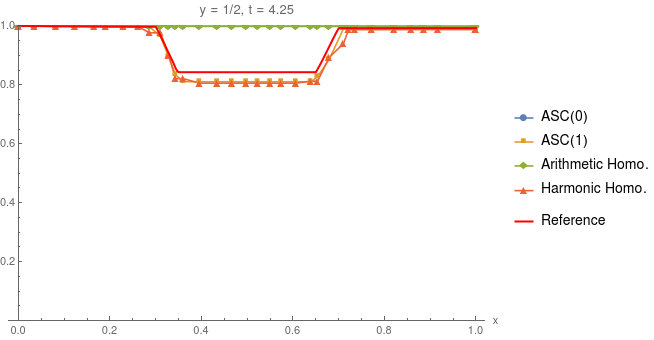 y = 1/2, t = 4.25
1.0
0.8
0.6
0.4
0.2
0.0 0.2 0.4 0.6 0.8 1.0 x
ASC(0)
ASC(1)
Arithmetic Homo.
Harmonic Homo.
Reference